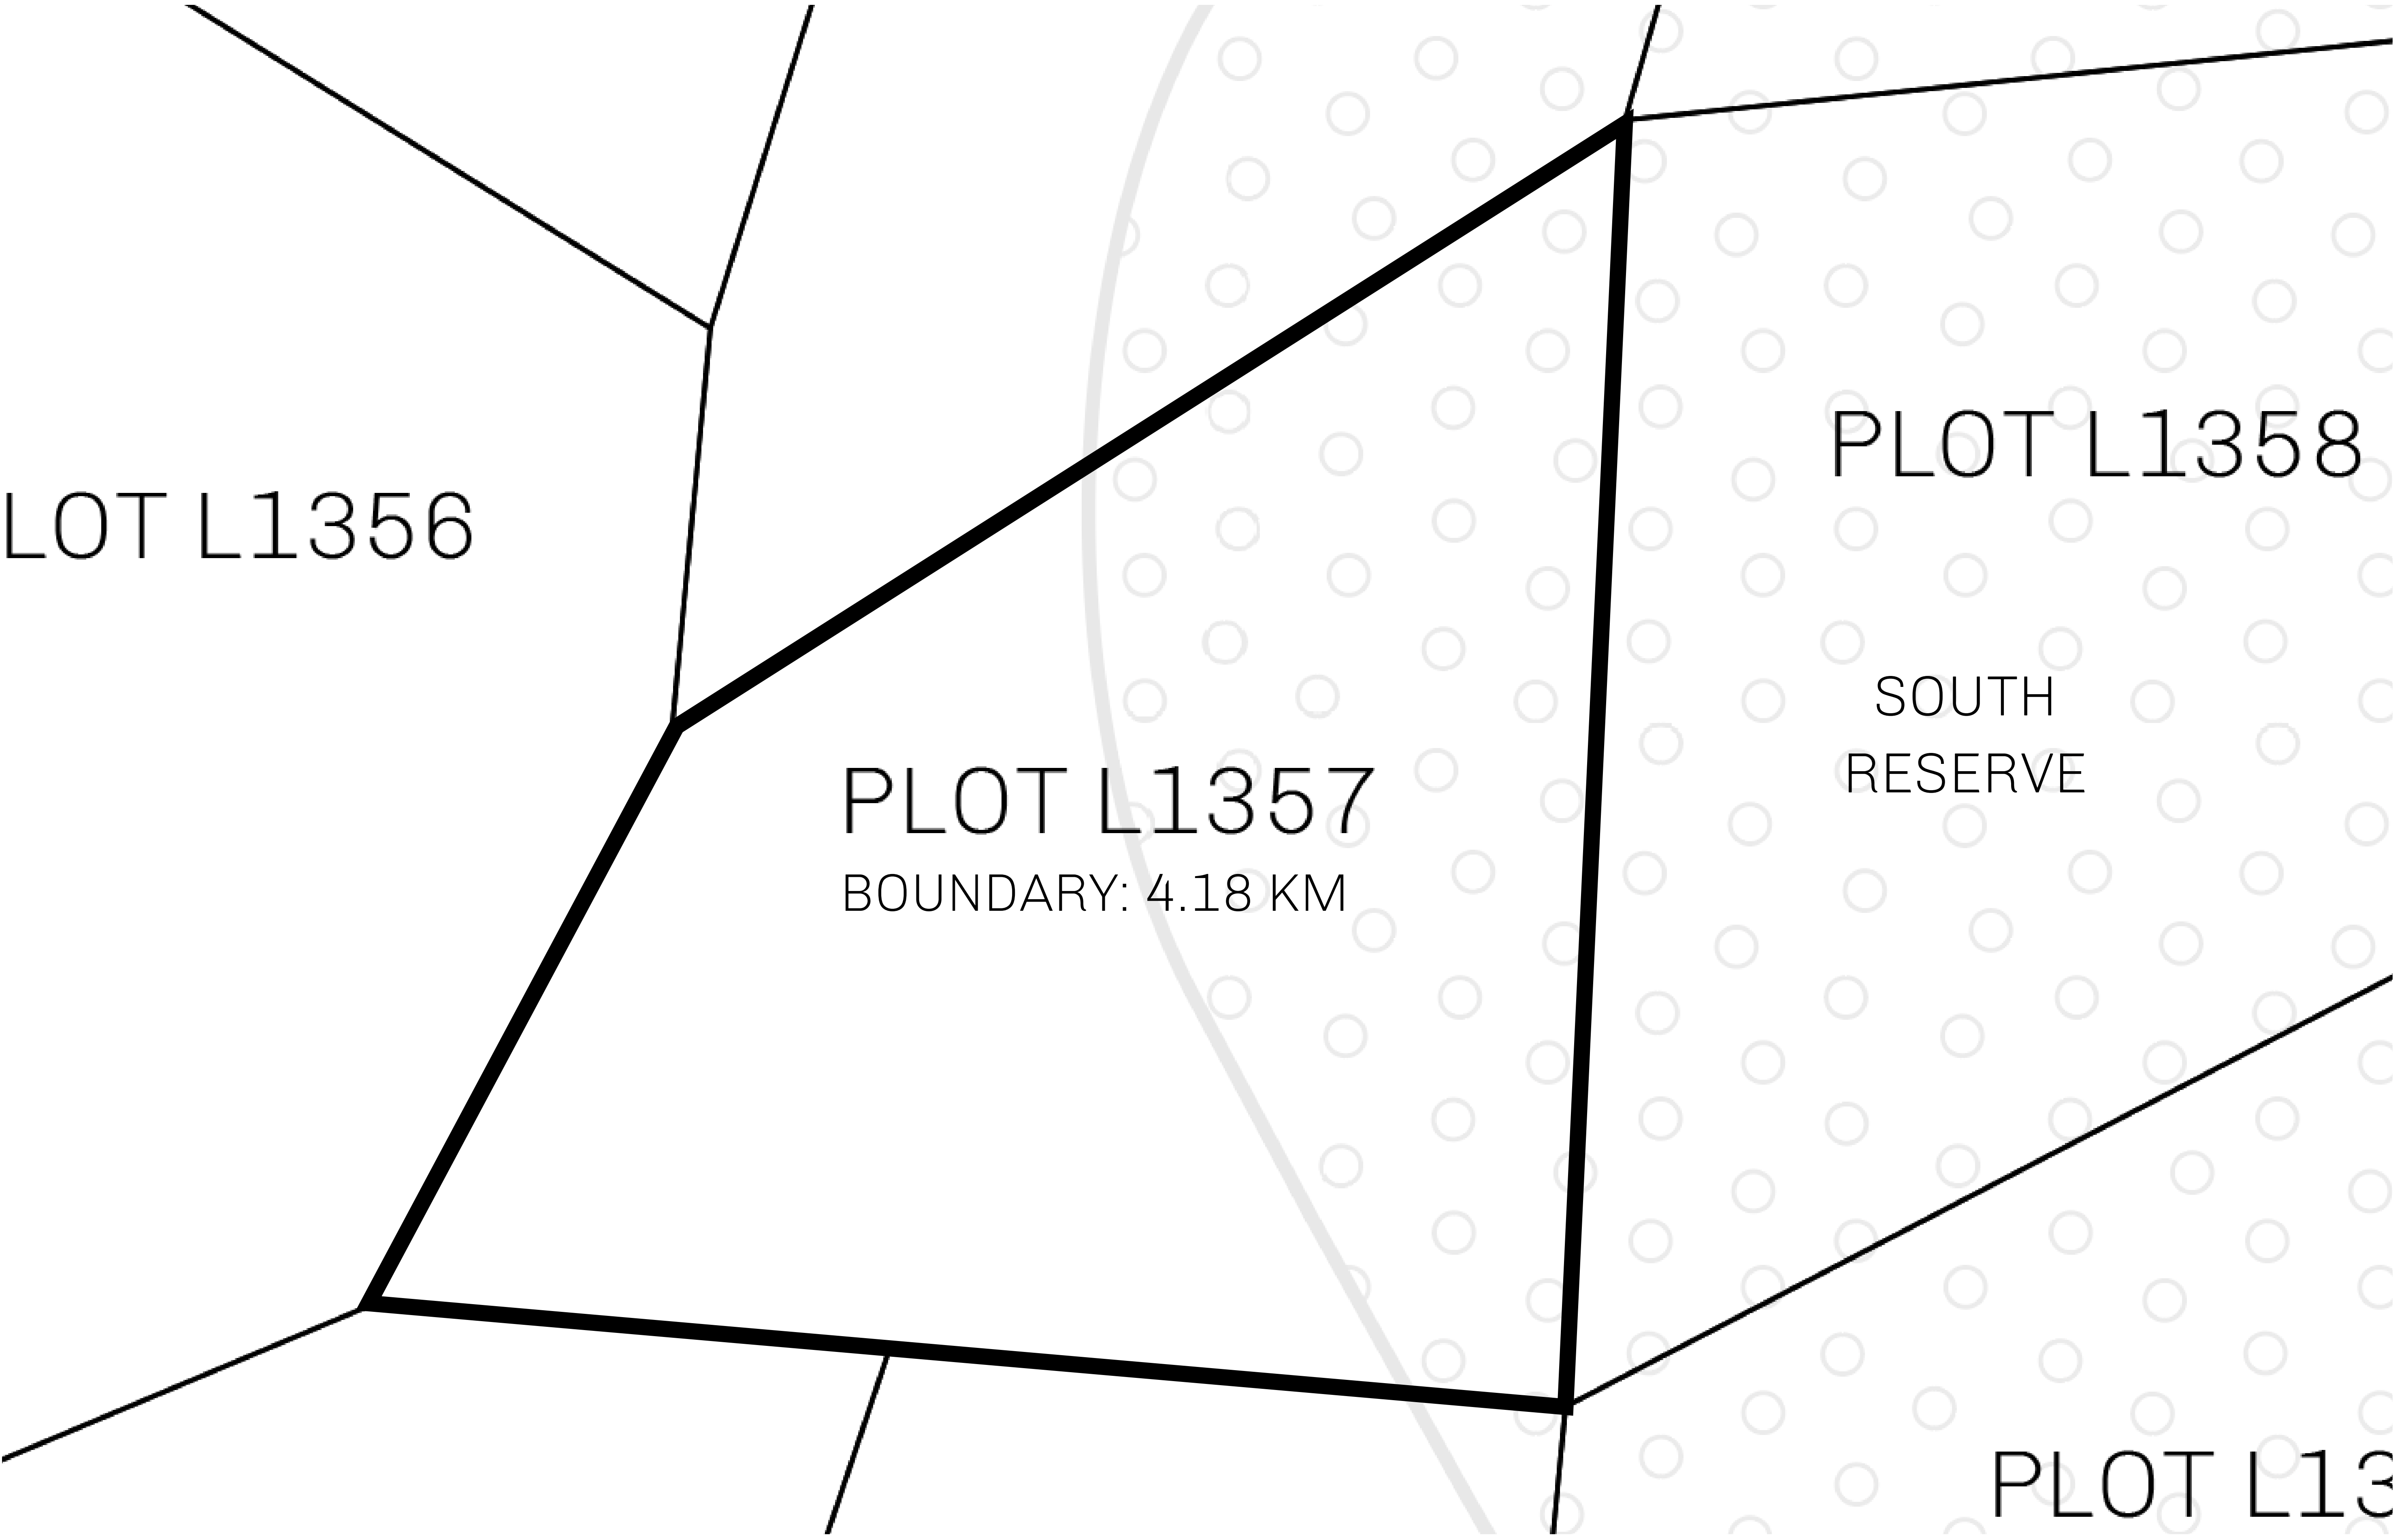 LOT L1356
PLOT L1358
SOUTH
RESERVE
PLOT L1357
BOUNDARY: 4.18 KM
PLOT L13